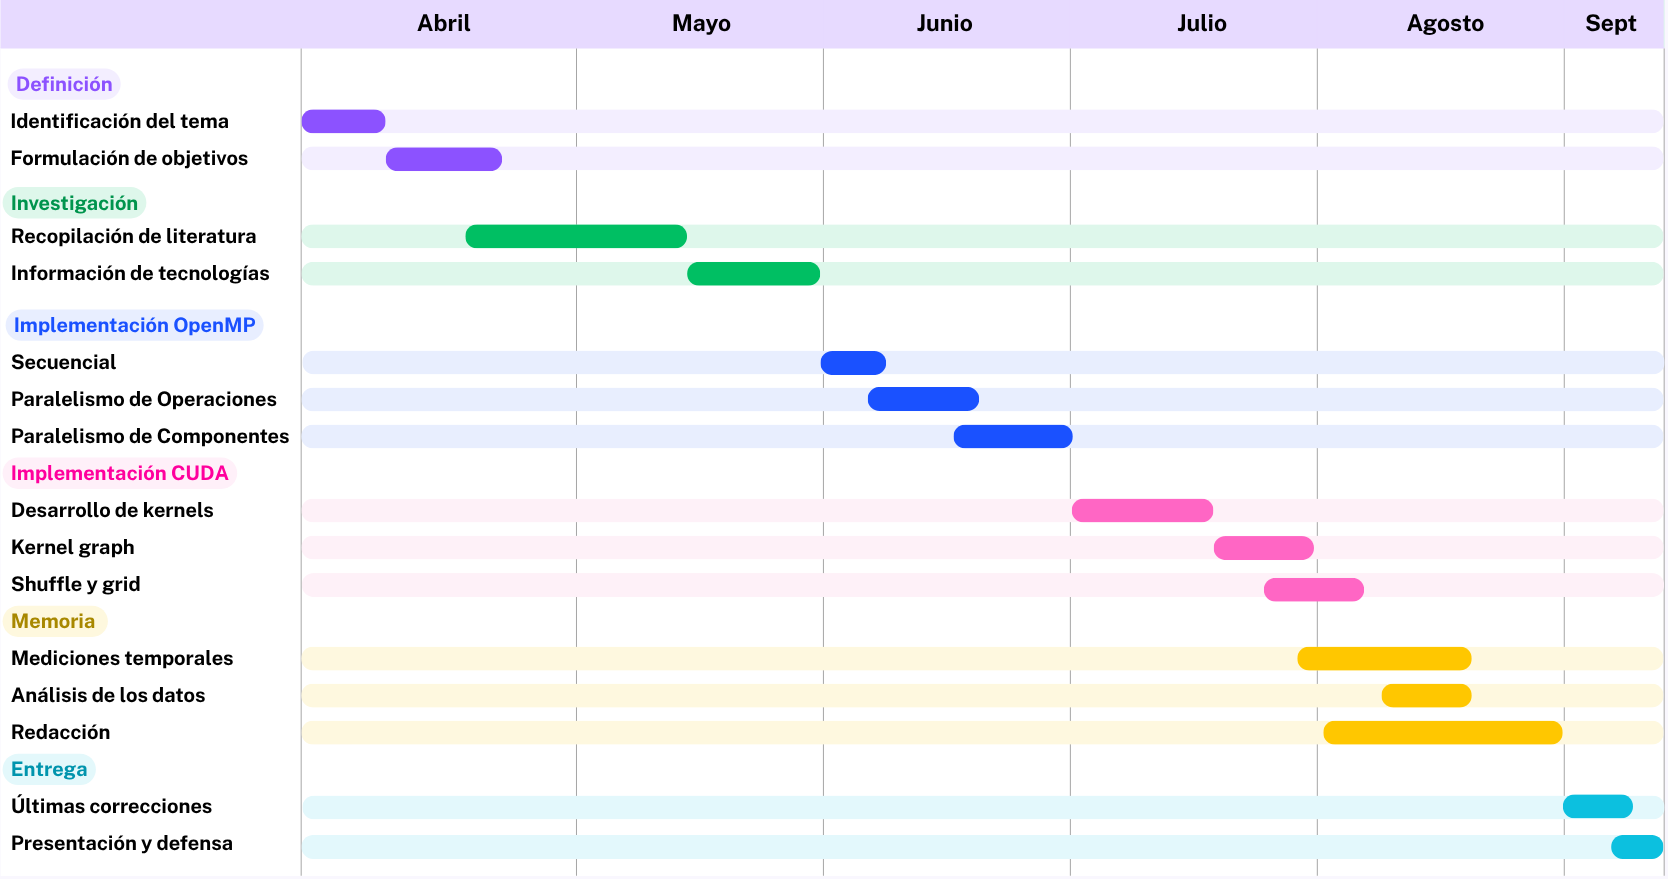 Abril Mayo Junio Julio Agosto Sept
Definición
Identificación del tema
Formulación de objetivos
Investigación
Recopilación de literatura
Información de tecnologías
Implementación OpenMP
Secuencial
Paralelismo de Operaciones
Paralelismo de Componentes
Implementación CUDA
Desarrollo de kernels
Kernel graph
Shuffle y grid
Memoria
Mediciones temporales
Análisis de los datos
Redacción
Entrega
Últimas correcciones
Presentación y defensa